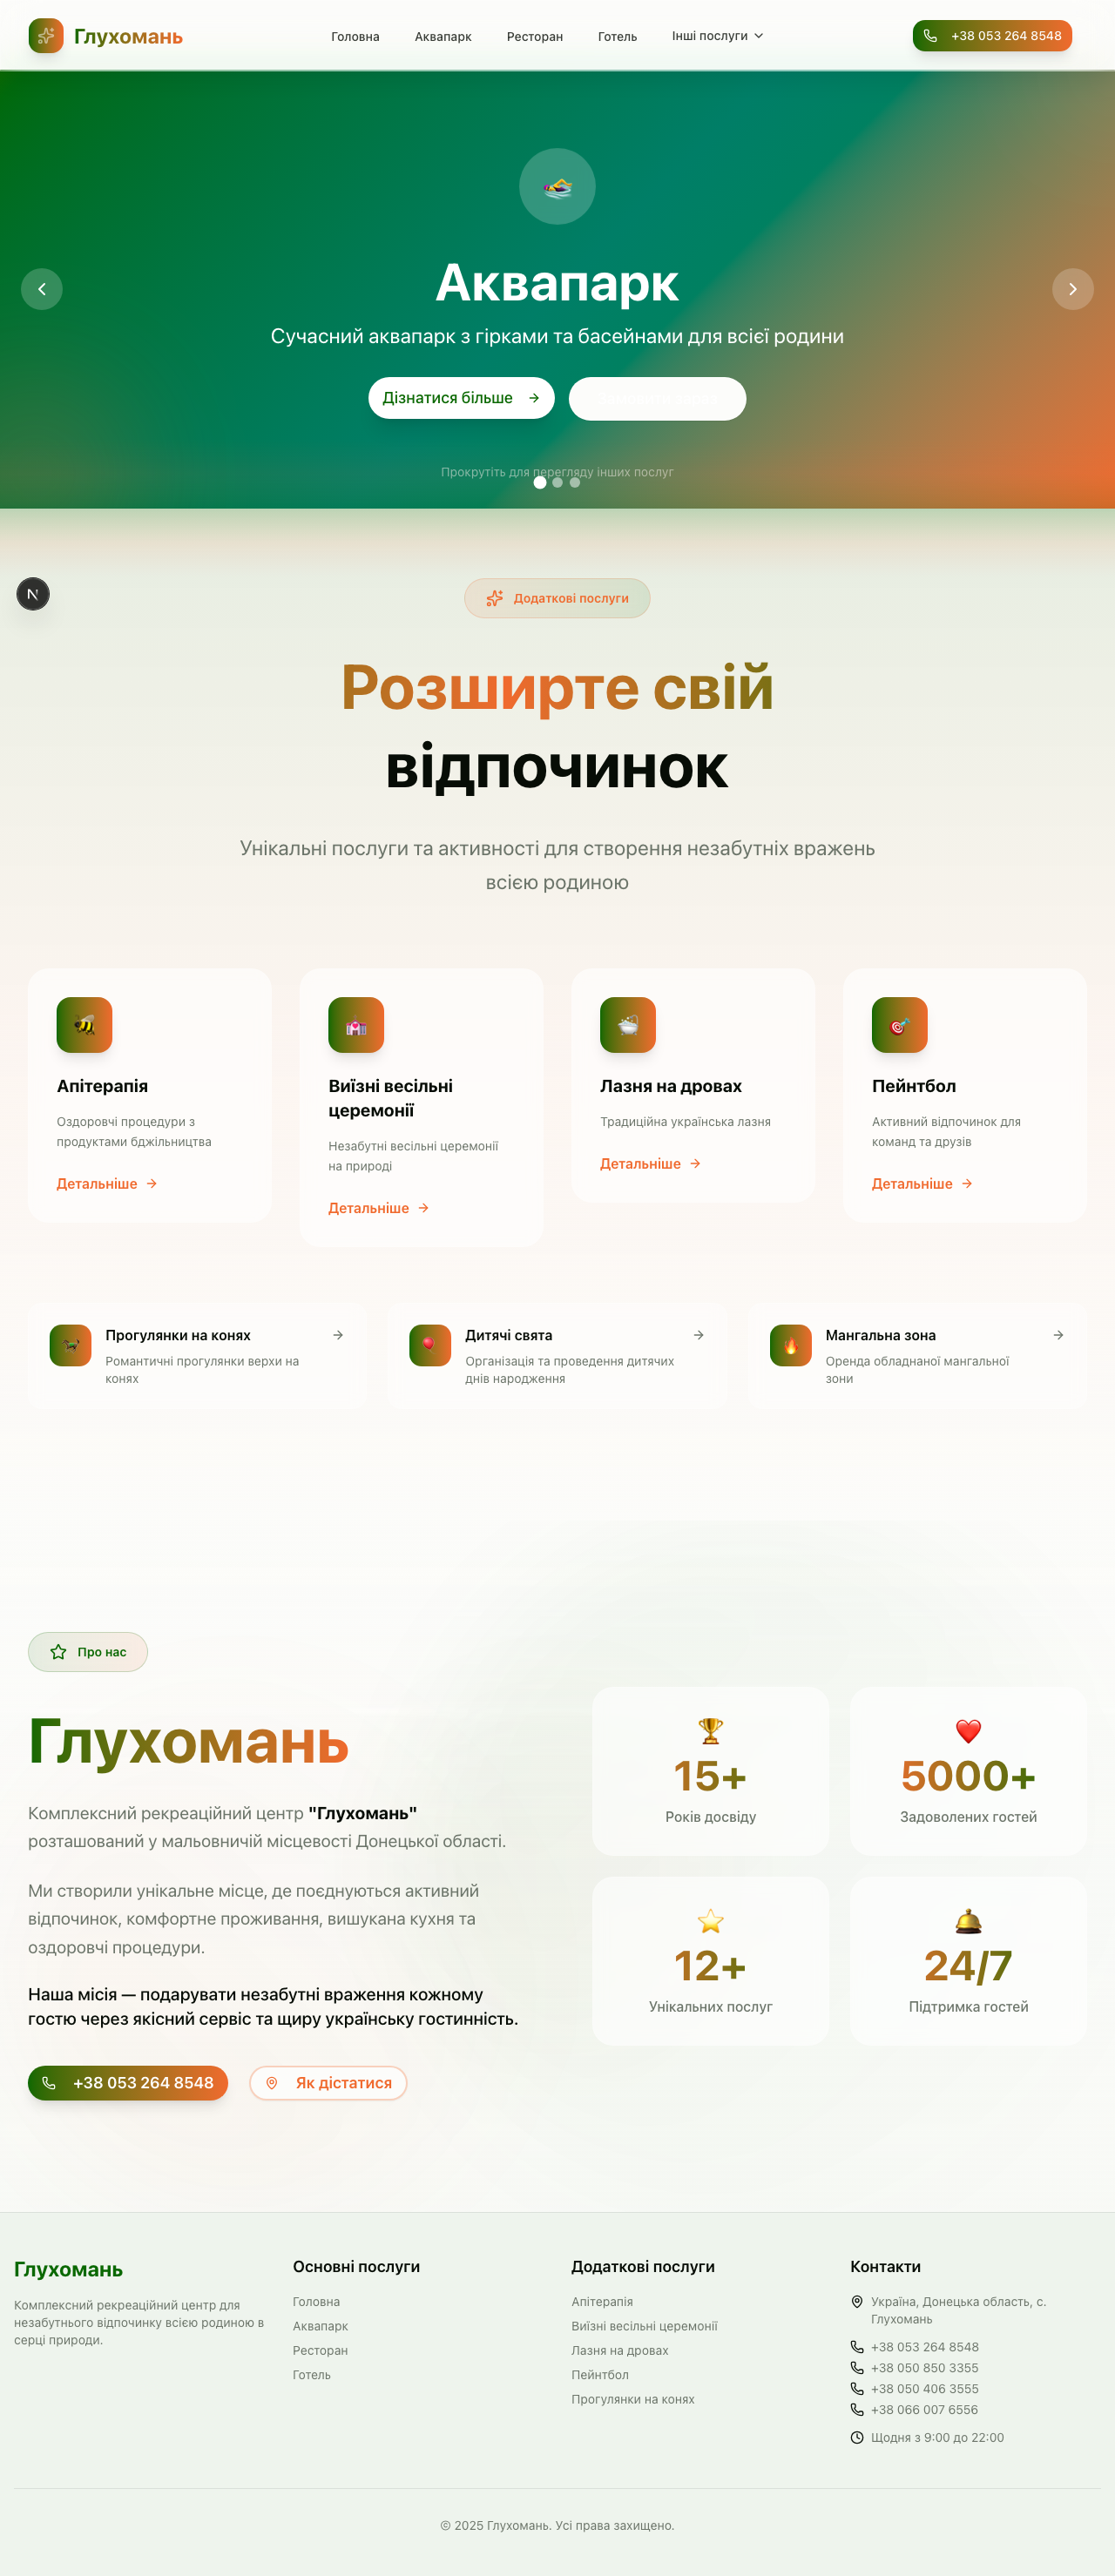 Глухомань
Головна
Аквапарк
Ресторан
Готель
Інші послуги
+38 053 264 8548
Аквапарк
Сучасний аквапарк з гірками та басейнами для всієї родини
Дізнатися більше
Прокрутіть для перегляду інших послуг
Додаткові послуги
Розширте свій
відпочинок
Унікальні послуги та активності для створення незабутніх вражень
всією родиною
Апітерапія
Оздоровчі процедури з
продуктами бджільництва
Детальніше
Виїзні весільні
церемонії
Незабутні весільні церемонії
на природі
Детальніше
Лазня на дровах
Традиційна українська лазня
Детальніше
Пейнтбол
Активний відпочинок для
команд та друзів
Детальніше
Прогулянки на конях
Романтичні прогулянки верхи на
конях
Дитячі свята
Організація та проведення дитячих
днів народження
Мангальна зона
Оренда обладнаної мангальної
зони
Про нас
Глухомань
Комплексний рекреаційний центр "Глухомань"
розташований у мальовничій місцевості Донецької області.
Ми створили унікальне місце, де поєднуються активний
відпочинок, комфортне проживання, вишукана кухня та
оздоровчі процедури.
Наша місія — подарувати незабутні враження кожному
гостю через якісний сервіс та щиру українську гостинність.
+38 053 264 8548
Як дістатися
15+
Років досвіду
5000+
Задоволених гостей
12+
Унікальних послуг
24/7
Підтримка гостей
Глухомань
Комплексний рекреаційний центр для
незабутнього відпочинку всією родиною в
серці природи.
Основні послуги
Головна
Аквапарк
Ресторан
Готель
Додаткові послуги
Апітерапія
Виїзні весільні церемонії
Лазня на дровах
Пейнтбол
Прогулянки на конях
Контакти
Україна, Донецька область, с.
Глухомань
+38 053 264 8548
+38 050 850 3355
+38 050 406 3555
+38 066 007 6556
Щодня з 9:00 до 22:00
© 2025 Глухомань. Усі права захищено.